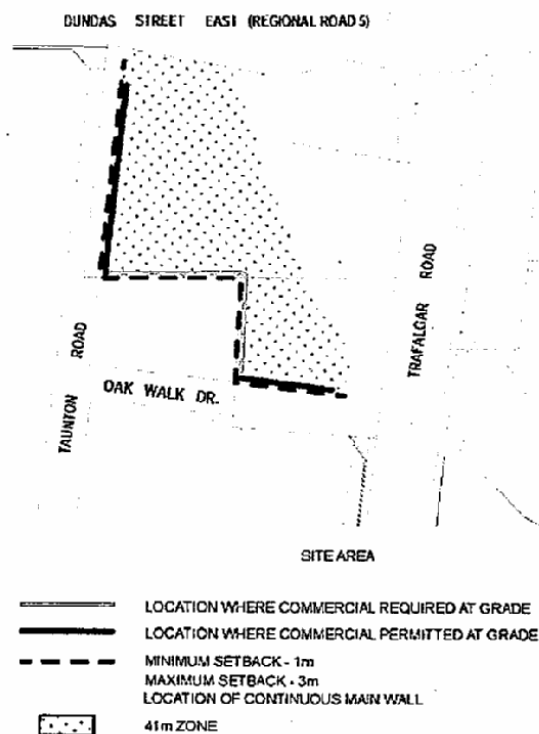 DUNDAS STREET EAST (REGIONAL ROAD 5)
TAUNTON ROAD
OAK WALK DR.
TRAFALGAR ROAD
SITE AREA
LOCATION WHERE COMMERCIAL REQUIRED AT GRADE
LOCATION WHERE COMMERCIAL PERMITTED AT GRADE
MINIMUM SETBACK - 1m
MAXIMUM SETBACK - 3m
LOCATION OF CONTINUOUS MAIN WALL
41m ZONE